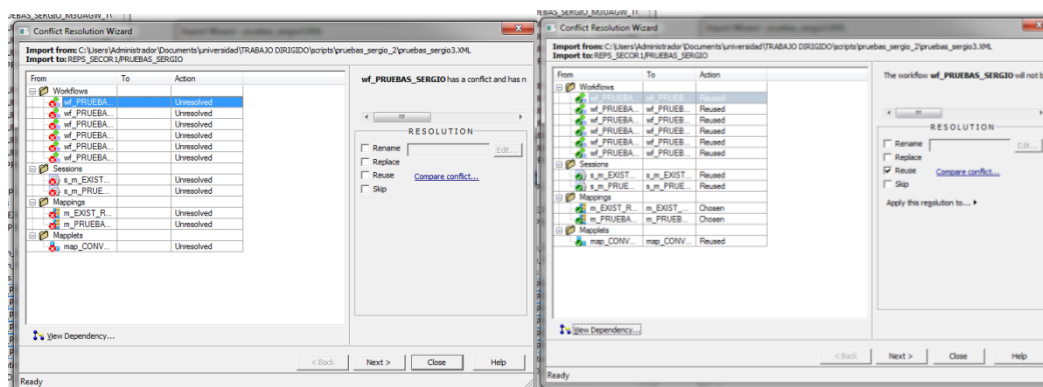 Conflict Resolution Wizard
Import from: C:\Users\Administrador\Documents\universidad\TRABAJO DIRIGIDO\scripts\pruebas_sergio_2\pruebas_sergio3.XML
Import to: REPS_SECOR1/PRUEBAS_SERGIO
From To Action
Workflows
wf_PRUEBA... Unresolved
wf_PRUEBA... Unresolved
wf_PRUEBA... Unresolved
wf_PRUEBA... Unresolved
wf_PRUEBA... Unresolved
Sessions
s_m_EXIST... Unresolved
s_m_PRUE... Unresolved
Mappings
m_EXIST_R... Unresolved
m_PRUEBA... Unresolved
Mapplets
map_CONV... Unresolved
View Dependency...
wf_PRUEBAS_SERGIO has a conflict and has n
RESOLUTION
Rename Edit...
Replace
Reuse Compare conflict...
Skip
< Back Next > Close Help
Ready
Conflict Resolution Wizard
Import from: C:\Users\Administrador\Documents\universidad\TRABAJO DIRIGIDO\scripts\pruebas_sergio_2\pruebas_sergio3.XML
Import to: REPS_SECOR1/PRUEBAS_SERGIO
From To Action
Workflows
wf_PRUEBA... wf_PRUEB... Reused
wf_PRUEBA... wf_PRUEB... Reused
wf_PRUEBA... wf_PRUEB... Reused
wf_PRUEBA... wf_PRUEB... Reused
wf_PRUEBA... wf_PRUEB... Reused
Sessions
s_m_EXIST... s_m_EXIST... Reused
s_m_PRUE... s_m_PRUE... Reused
Mappings
m_EXIST_R... m_EXIST_... Chosen
m_PRUEBA... m_PRUEB... Chosen
Mapplets
map_CONV... map_CONV... Reused
View Dependency...
The workflow wf_PRUEBAS_SERGIO will not b
RESOLUTION
Rename Edit...
Replace
Reuse Compare conflict...
Skip
Apply this resolution to...
< Back Next > Close Help
Ready